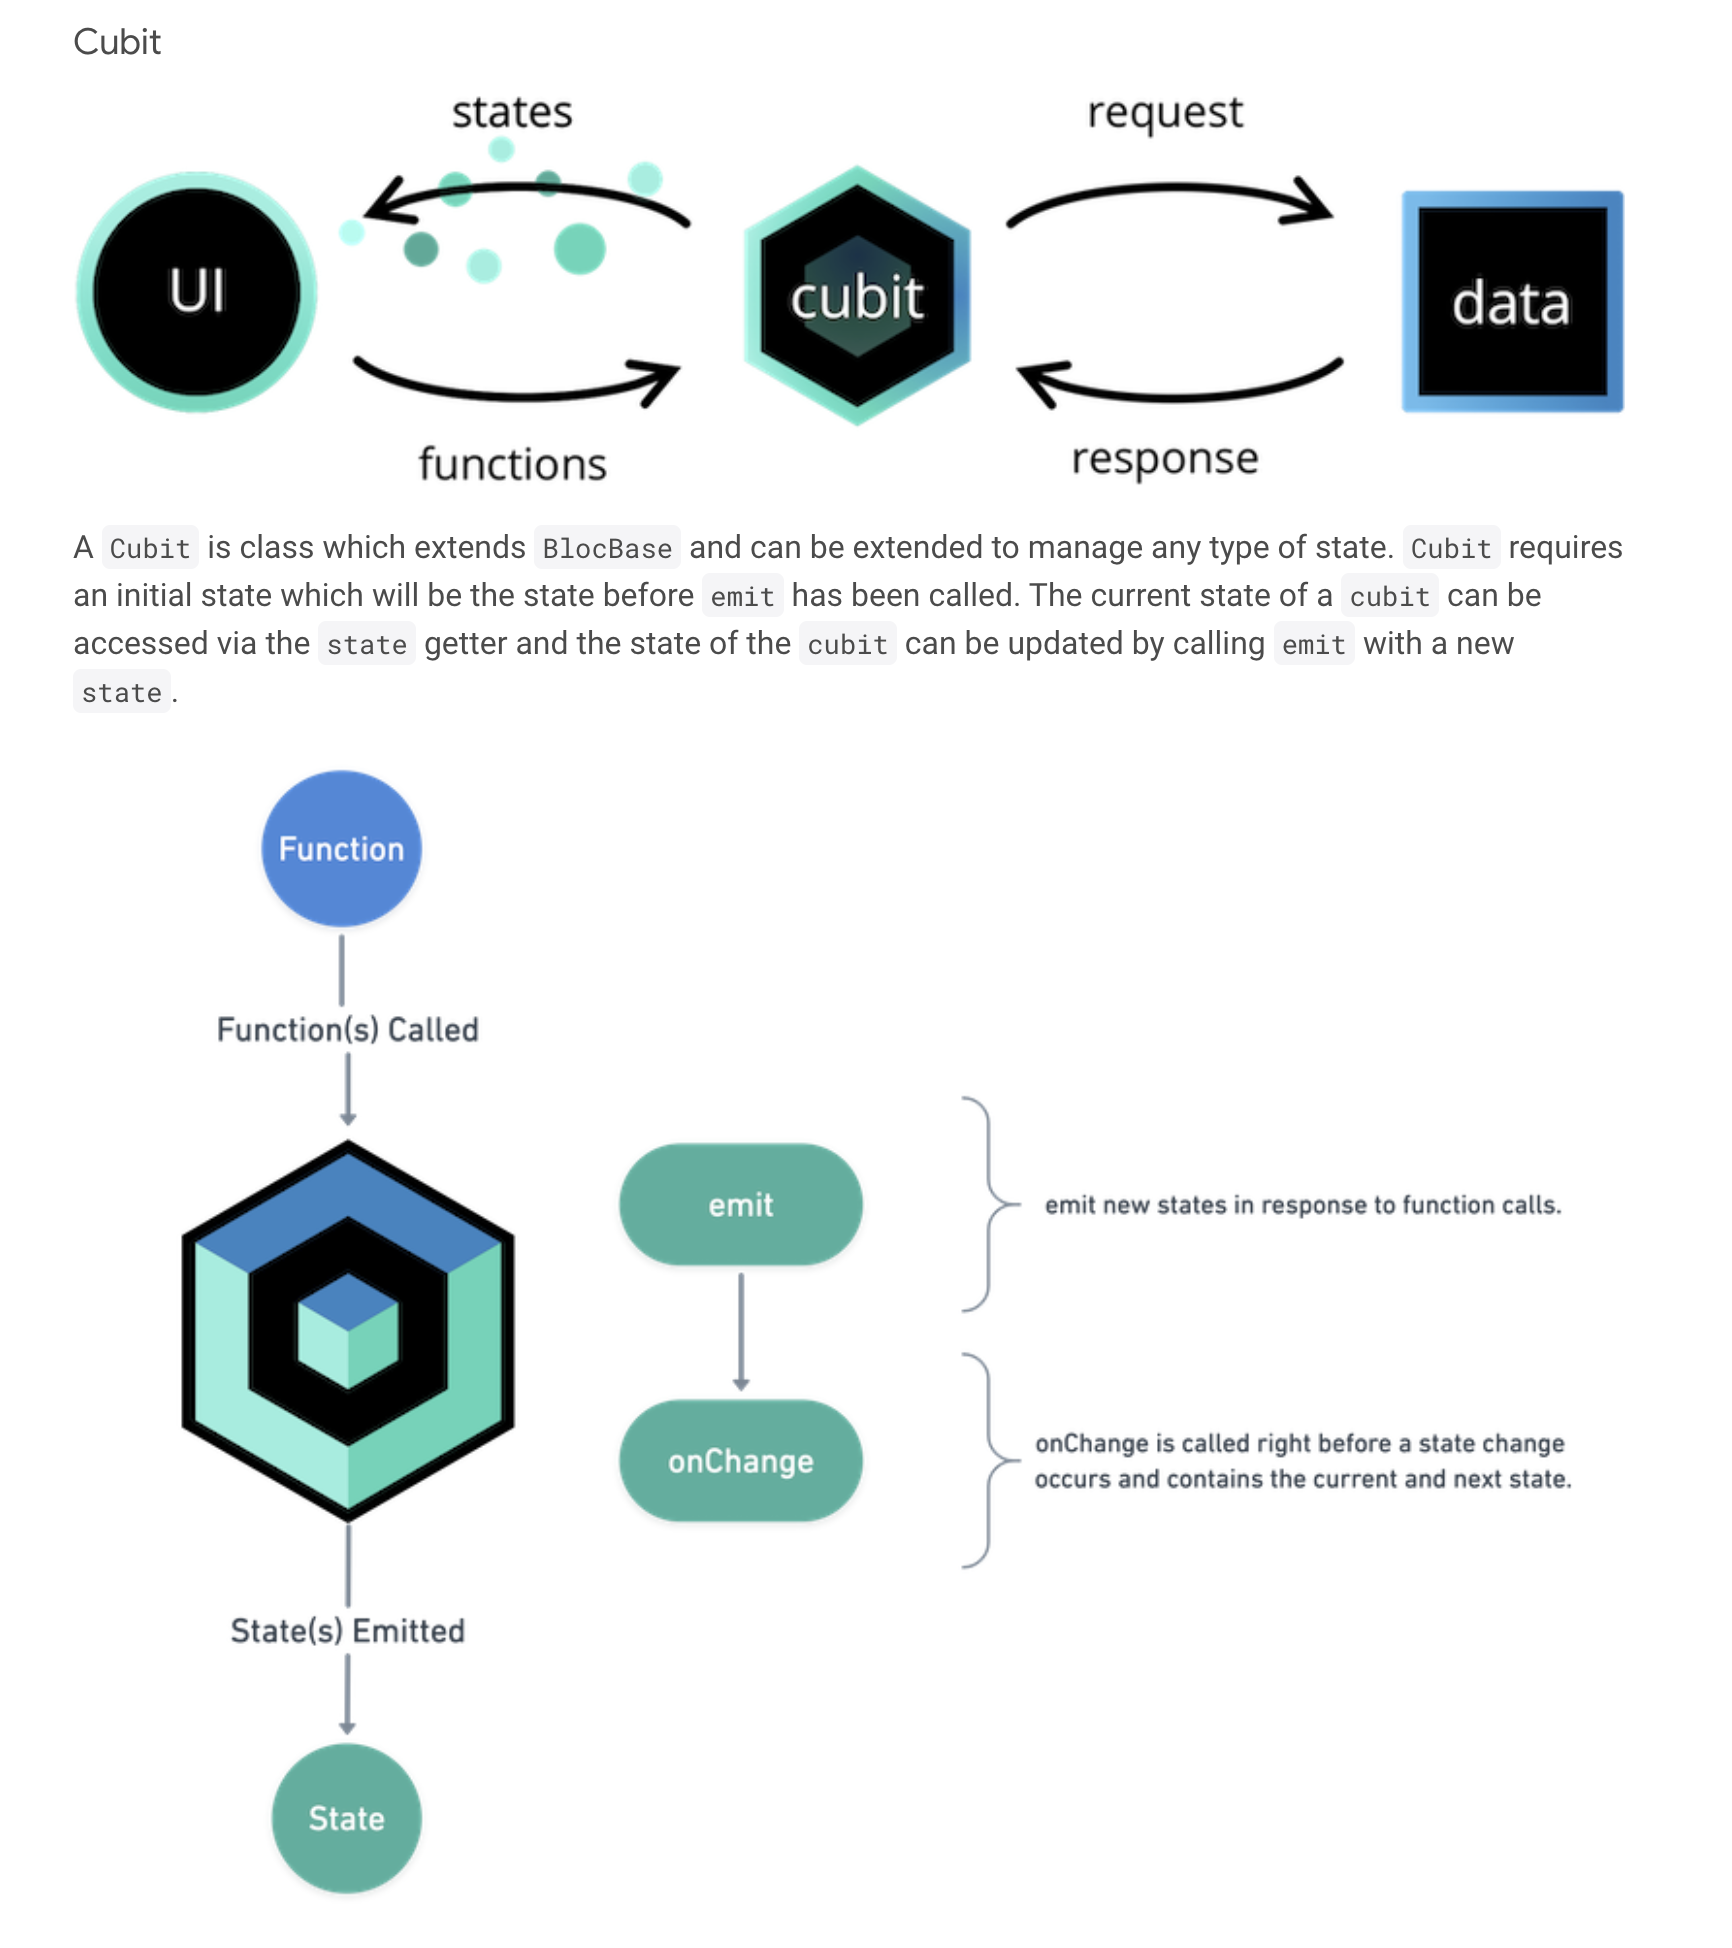 Cubit
states
request
UI
cubit
data
functions
response
A Cubit is class which extends BlocBase and can be extended to manage any type of state. Cubit requires
an initial state which will be the state before emit has been called. The current state of a cubit can be
accessed via the state getter and the state of the cubit can be updated by calling emit with a new
state.
Function
Function(s) Called
emit
emit new states in response to function calls.
onChange
onChange is called right before a state change
occurs and contains the current and next state.
State(s) Emitted
State